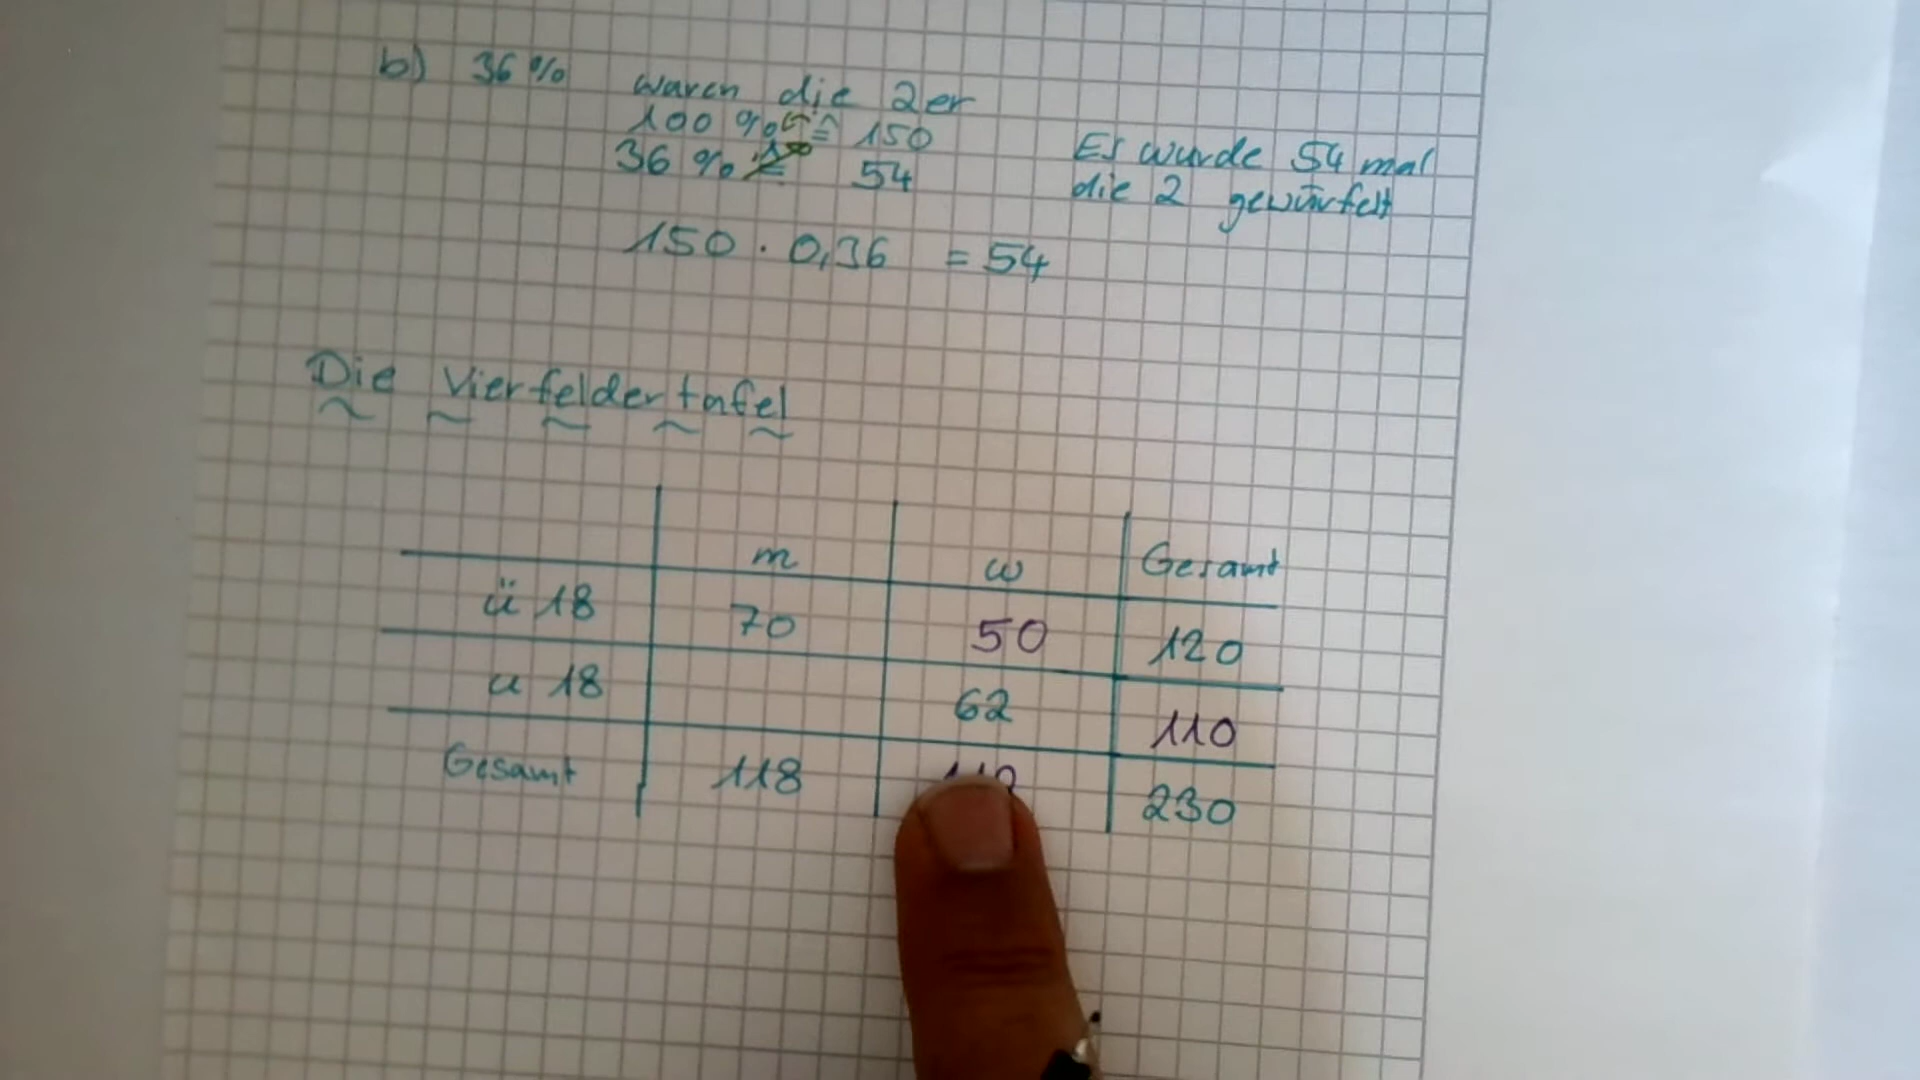 b) 36% waren die 2er
100 % ≙ 150
36 % ≙ 54
Es wurde 54 mal
die 2 gewürfelt
150 · 0,36 = 54
Die Vierfeldertafel
m w Gesamt
ü 18 70 50 120
u 18 62 110
Gesamt 118 230